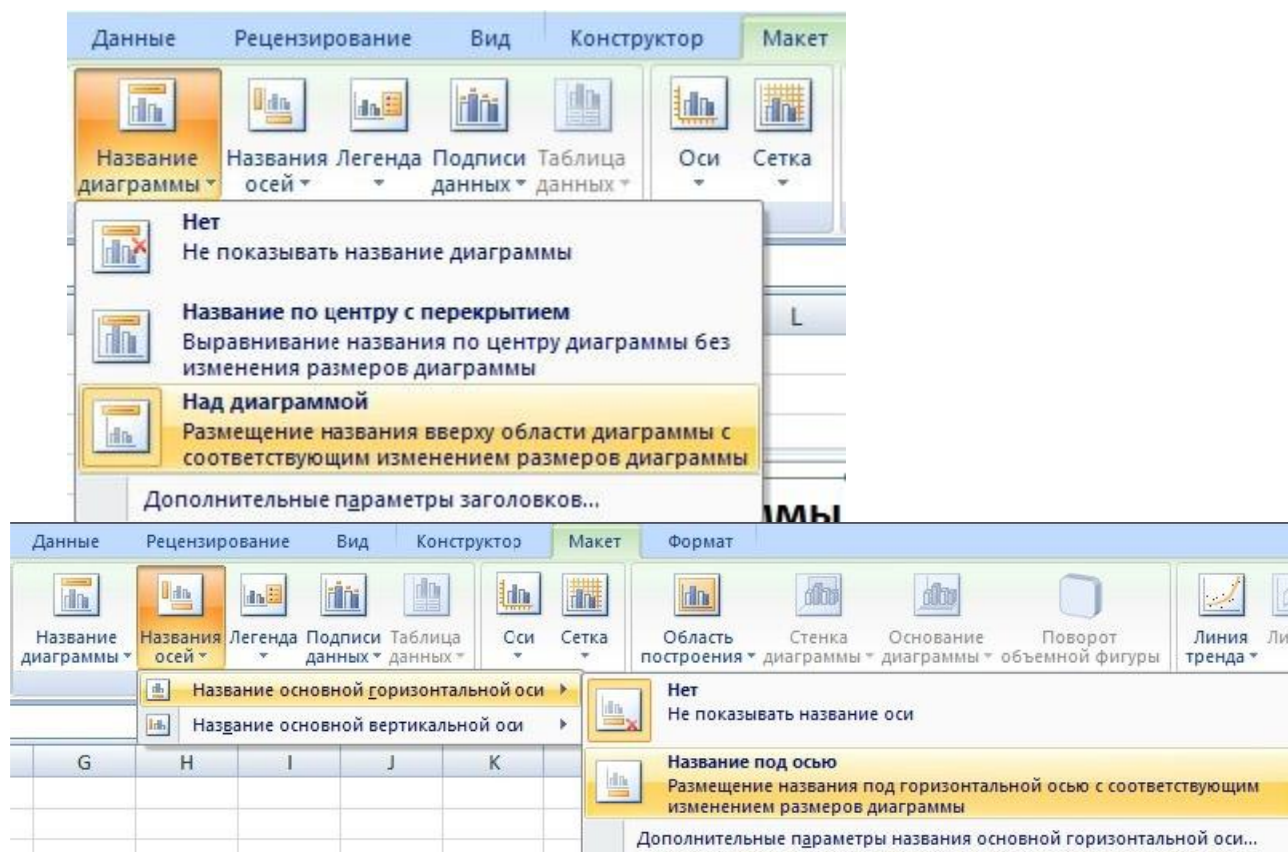 Данные Рецензирование Вид Конструктор Макет
Название диаграммы
Названия осей
Легенда
Подписи данных
Таблица данных
Оси
Сетка
Нет
Не показывать название диаграммы
Название по центру с перекрытием
Выравнивание названия по центру диаграммы без
изменения размеров диаграммы
Над диаграммой
Размещение названия вверху области диаграммы с
соответствующим изменением размеров диаграммы
Дополнительные параметры заголовков...
L
Данные Рецензирование Вид Конструктор Макет Формат
Название диаграммы
Названия осей
Легенда
Подписи данных
Таблица данных
Оси
Сетка
Область построения
Стенка диаграммы
Основание диаграммы
Поворот объемной фигуры
Линия тренда
Название основной горизонтальной оси
Название основной вертикальной оси
Нет
Не показывать название оси
Название под осью
Размещение названия под горизонтальной осью с соответствующим
изменением размеров диаграммы
Дополнительные параметры названия основной горизонтальной оси...
G H I J K